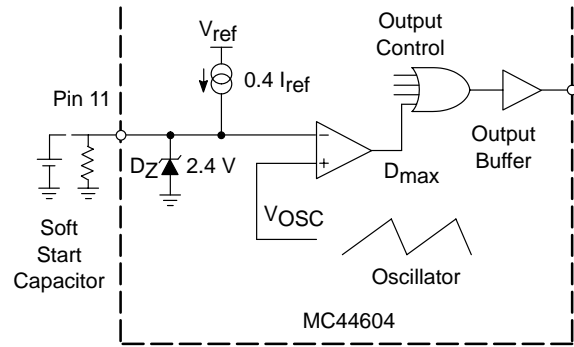 Vref
0.4 Iref
Output
Control
Pin 11
DZ
2.4 V
Dmax
Output
Buffer
VOSC
Soft
Start
Capacitor
Oscillator
MC44604
−
+